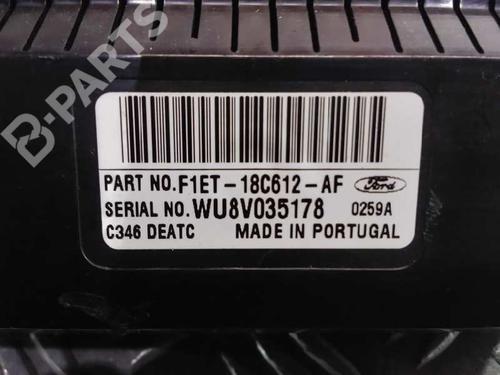 B-PARTS
PART NO. F1ET-18C612-AF Ford
SERIAL NO. WU8V035178 0259A
C346 DEATC MADE IN PORTUGAL